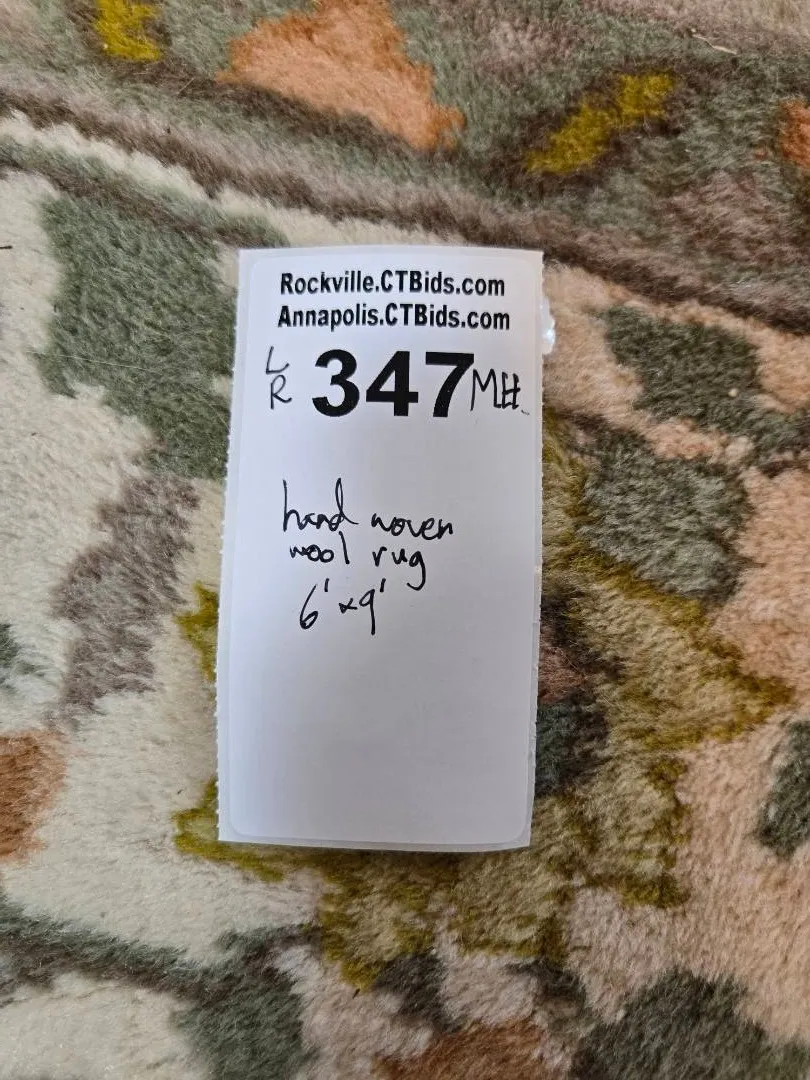 Rockville.CTBids.com
Annapolis.CTBids.com
L
R 347 MH
hand woven
wool rug
6'x9'